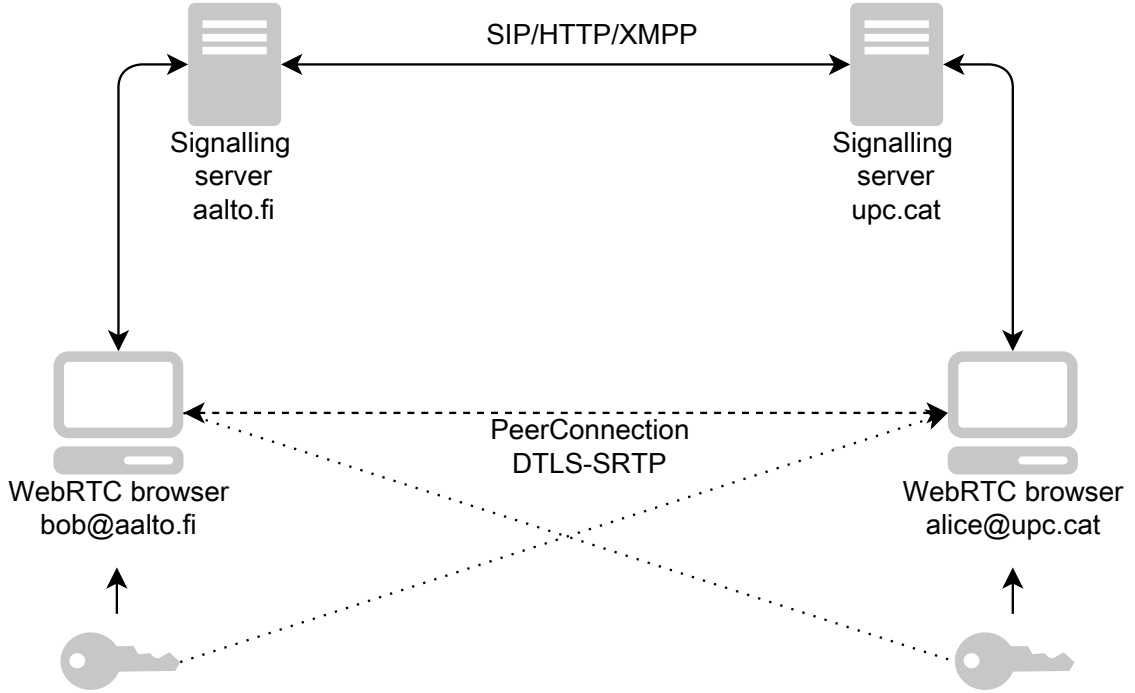 SIP/HTTP/XMPP
Signalling
server
aalto.fi
Signalling
server
upc.cat
PeerConnection
DTLS-SRTP
WebRTC browser
bob@aalto.fi
WebRTC browser
alice@upc.cat